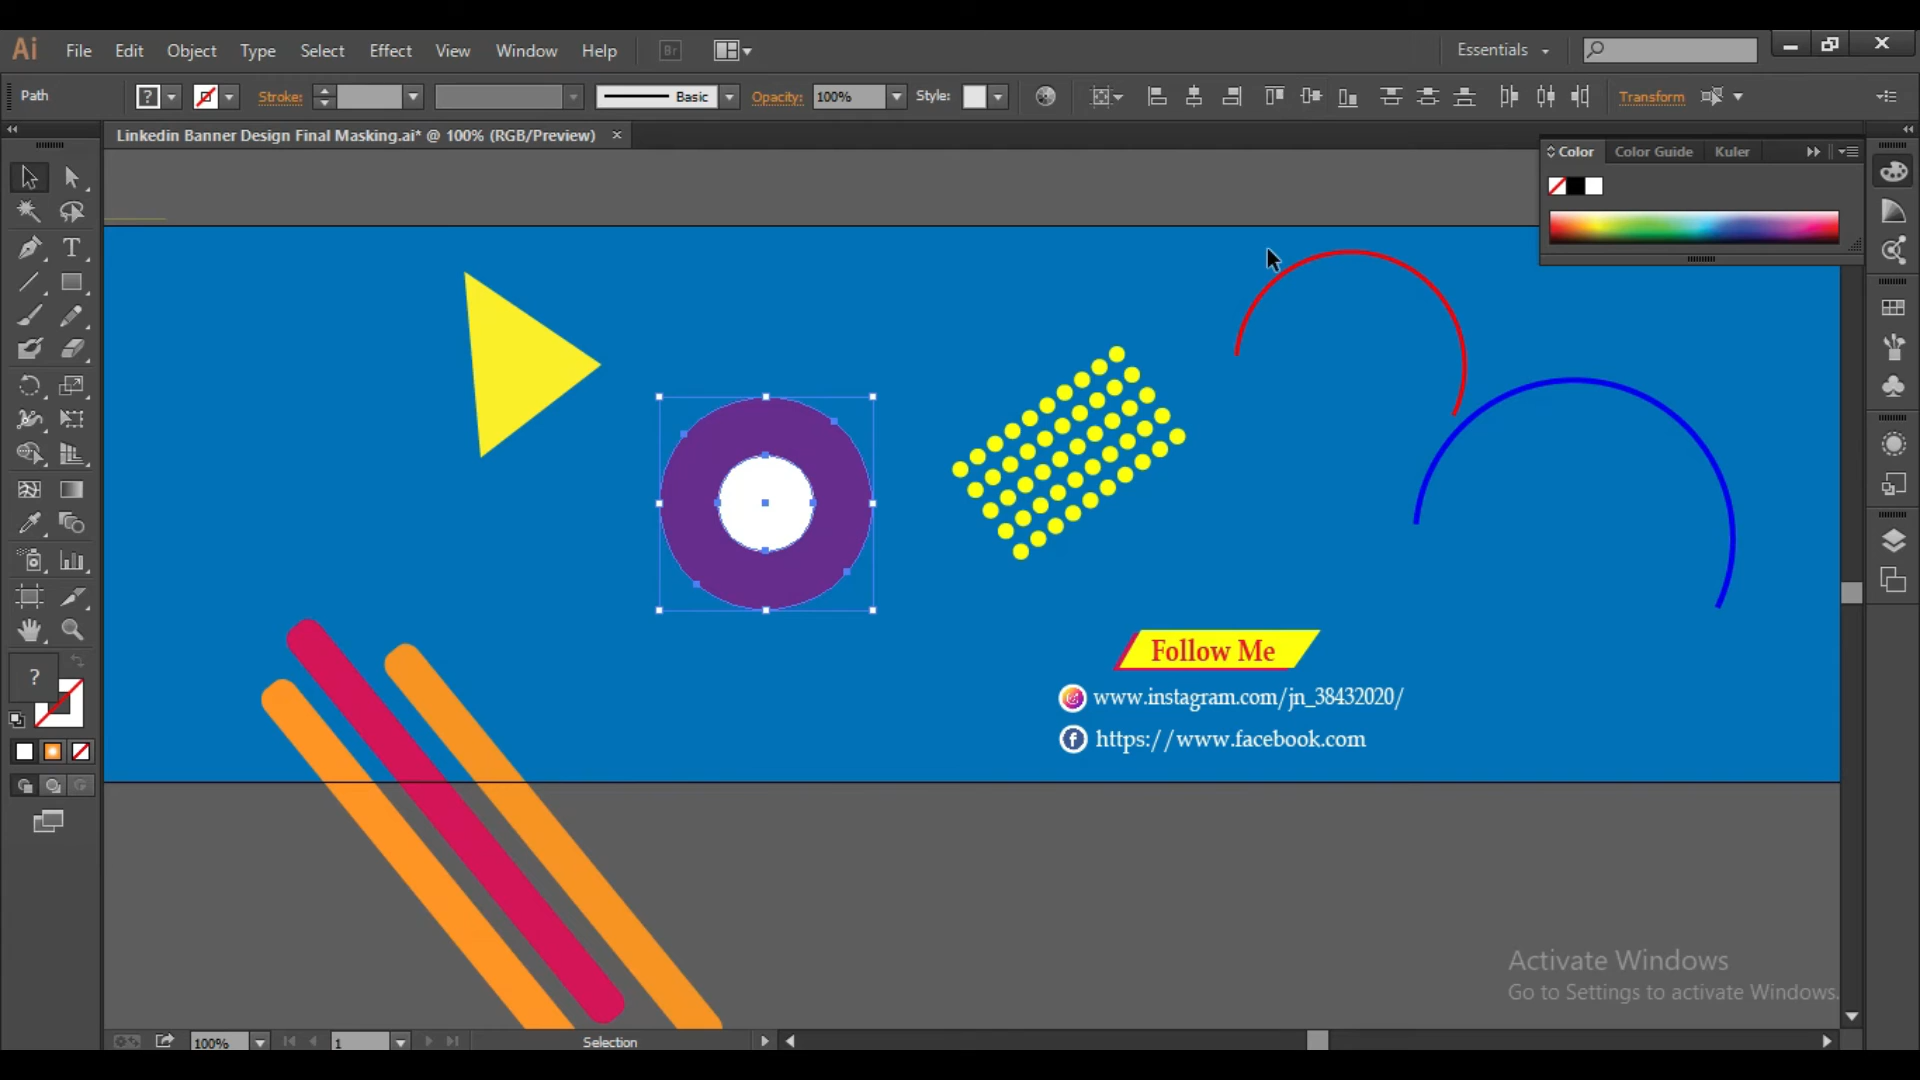 Ai File Edit Object Type Select Effect View Window Help Br Essentials
Path ? Stroke: Basic Opacity: 100% Style: Transform
Linkedin Banner Design Final Masking.ai* @ 100% (RGB/Preview) ×
Color Color Guide Kuler
T
?
Follow Me
www.instagram.com/jn_38432020/
f https://www.facebook.com
Activate Windows
Go to Settings to activate Windows.
100% 1 Selection